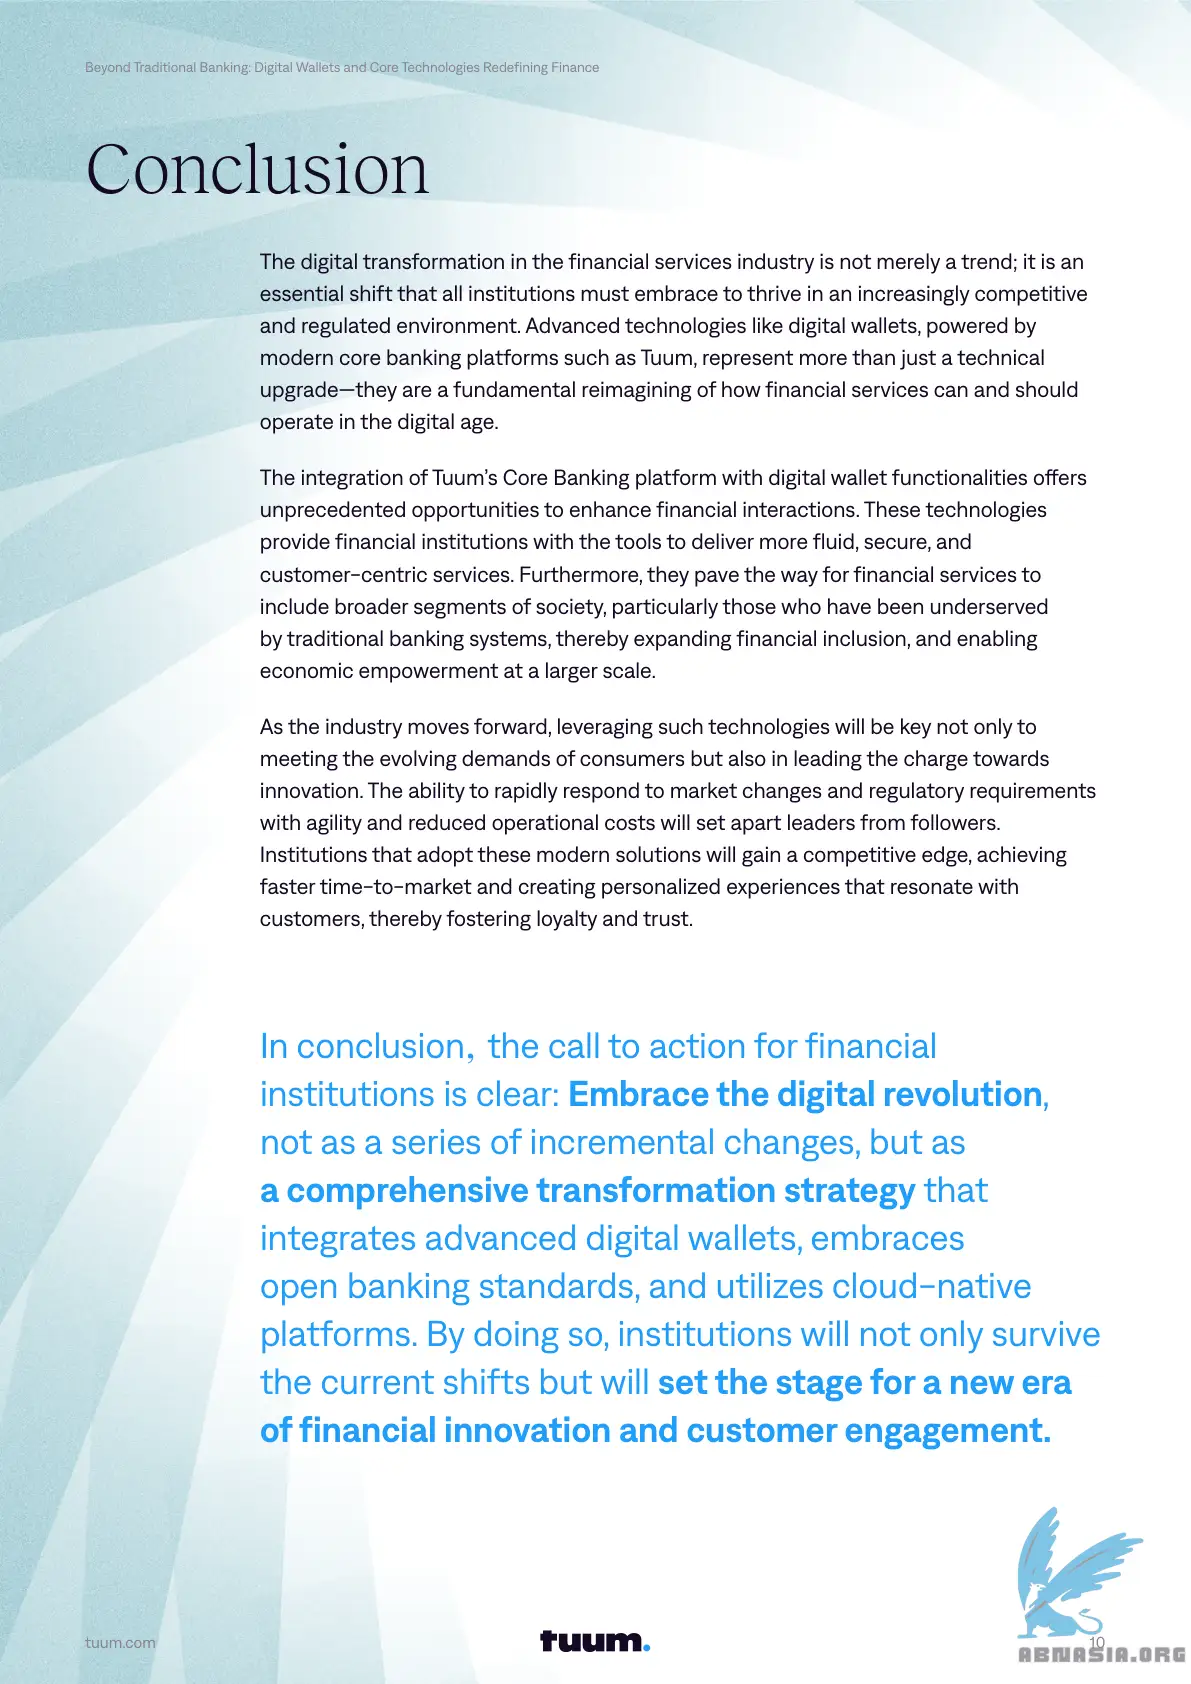 Beyond Traditional Banking: Digital Wallets and Core Technologies Redefining Finance
Conclusion
The digital transformation in the financial services industry is not merely a trend; it is an
essential shift that all institutions must embrace to thrive in an increasingly competitive
and regulated environment. Advanced technologies like digital wallets, powered by
modern core banking platforms such as Tuum, represent more than just a technical
upgrade—they are a fundamental reimagining of how financial services can and should
operate in the digital age.
The integration of Tuum’s Core Banking platform with digital wallet functionalities offers
unprecedented opportunities to enhance financial interactions. These technologies
provide financial institutions with the tools to deliver more fluid, secure, and
customer-centric services. Furthermore, they pave the way for financial services to
include broader segments of society, particularly those who have been underserved
by traditional banking systems, thereby expanding financial inclusion, and enabling
economic empowerment at a larger scale.
As the industry moves forward, leveraging such technologies will be key not only to
meeting the evolving demands of consumers but also in leading the charge towards
innovation. The ability to rapidly respond to market changes and regulatory requirements
with agility and reduced operational costs will set apart leaders from followers.
Institutions that adopt these modern solutions will gain a competitive edge, achieving
faster time-to-market and creating personalized experiences that resonate with
customers, thereby fostering loyalty and trust.
In conclusion, the call to action for financial
institutions is clear: Embrace the digital revolution,
not as a series of incremental changes, but as
a comprehensive transformation strategy that
integrates advanced digital wallets, embraces
open banking standards, and utilizes cloud-native
platforms. By doing so, institutions will not only survive
the current shifts but will set the stage for a new era
of financial innovation and customer engagement.
tuum.com
tuum.
10
ABNASIA.ORG